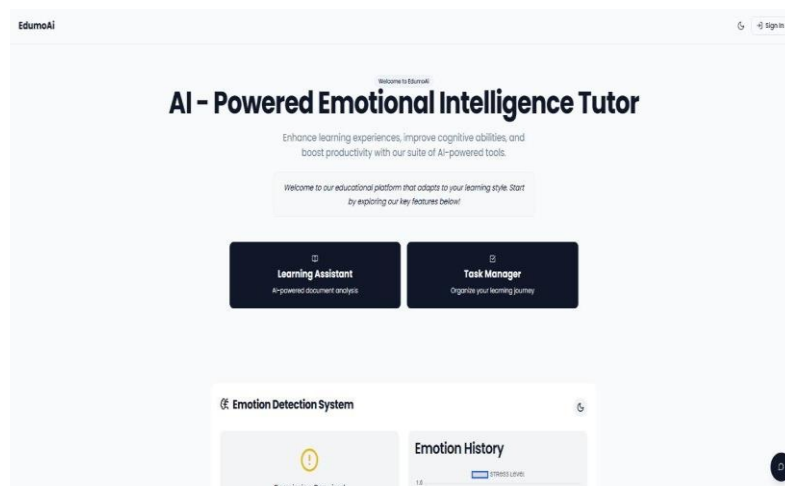 EdumoAi
Sign In
Welcome to EdumoAi
AI - Powered Emotional Intelligence Tutor
Enhance learning experiences, improve cognitive abilities, and
boost productivity with our suite of AI-powered tools.
Welcome to our educational platform that adapts to your learning style. Start
by exploring our key features below!
Learning Assistant
AI-powered document analysis
Task Manager
Organize your learning journey
Emotion Detection System
Emotion History
STRESS LEVEL
1.0